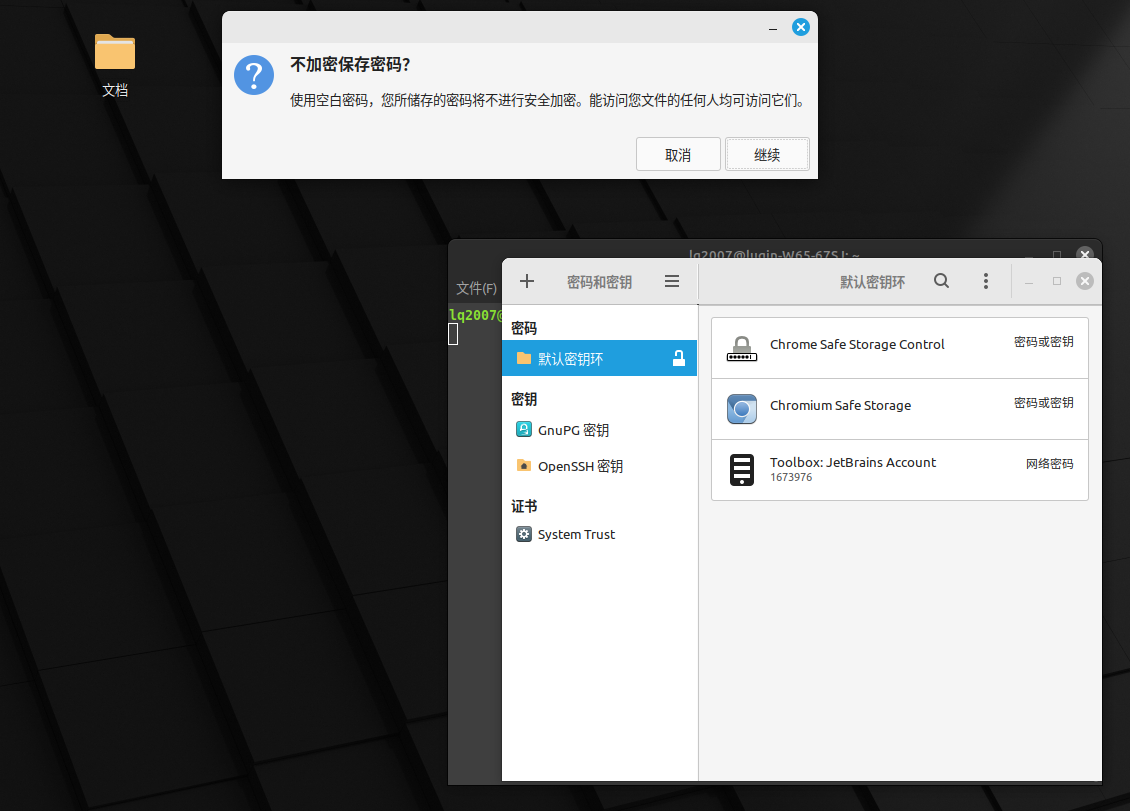 文档
不加密保存密码?
使用空白密码，您所储存的密码将不进行安全加密。能访问您文件的任何人均可访问它们。
取消
继续
lq2007@luqin-W65-67SJ: ~
文件(F)
lq2007@
密码和密钥
默认密钥环
密码
默认密钥环
密钥
GnuPG 密钥
OpenSSH 密钥
证书
System Trust
Chrome Safe Storage Control
密码或密钥
Chromium Safe Storage
密码或密钥
Toolbox: JetBrains Account
网络密码
1673976